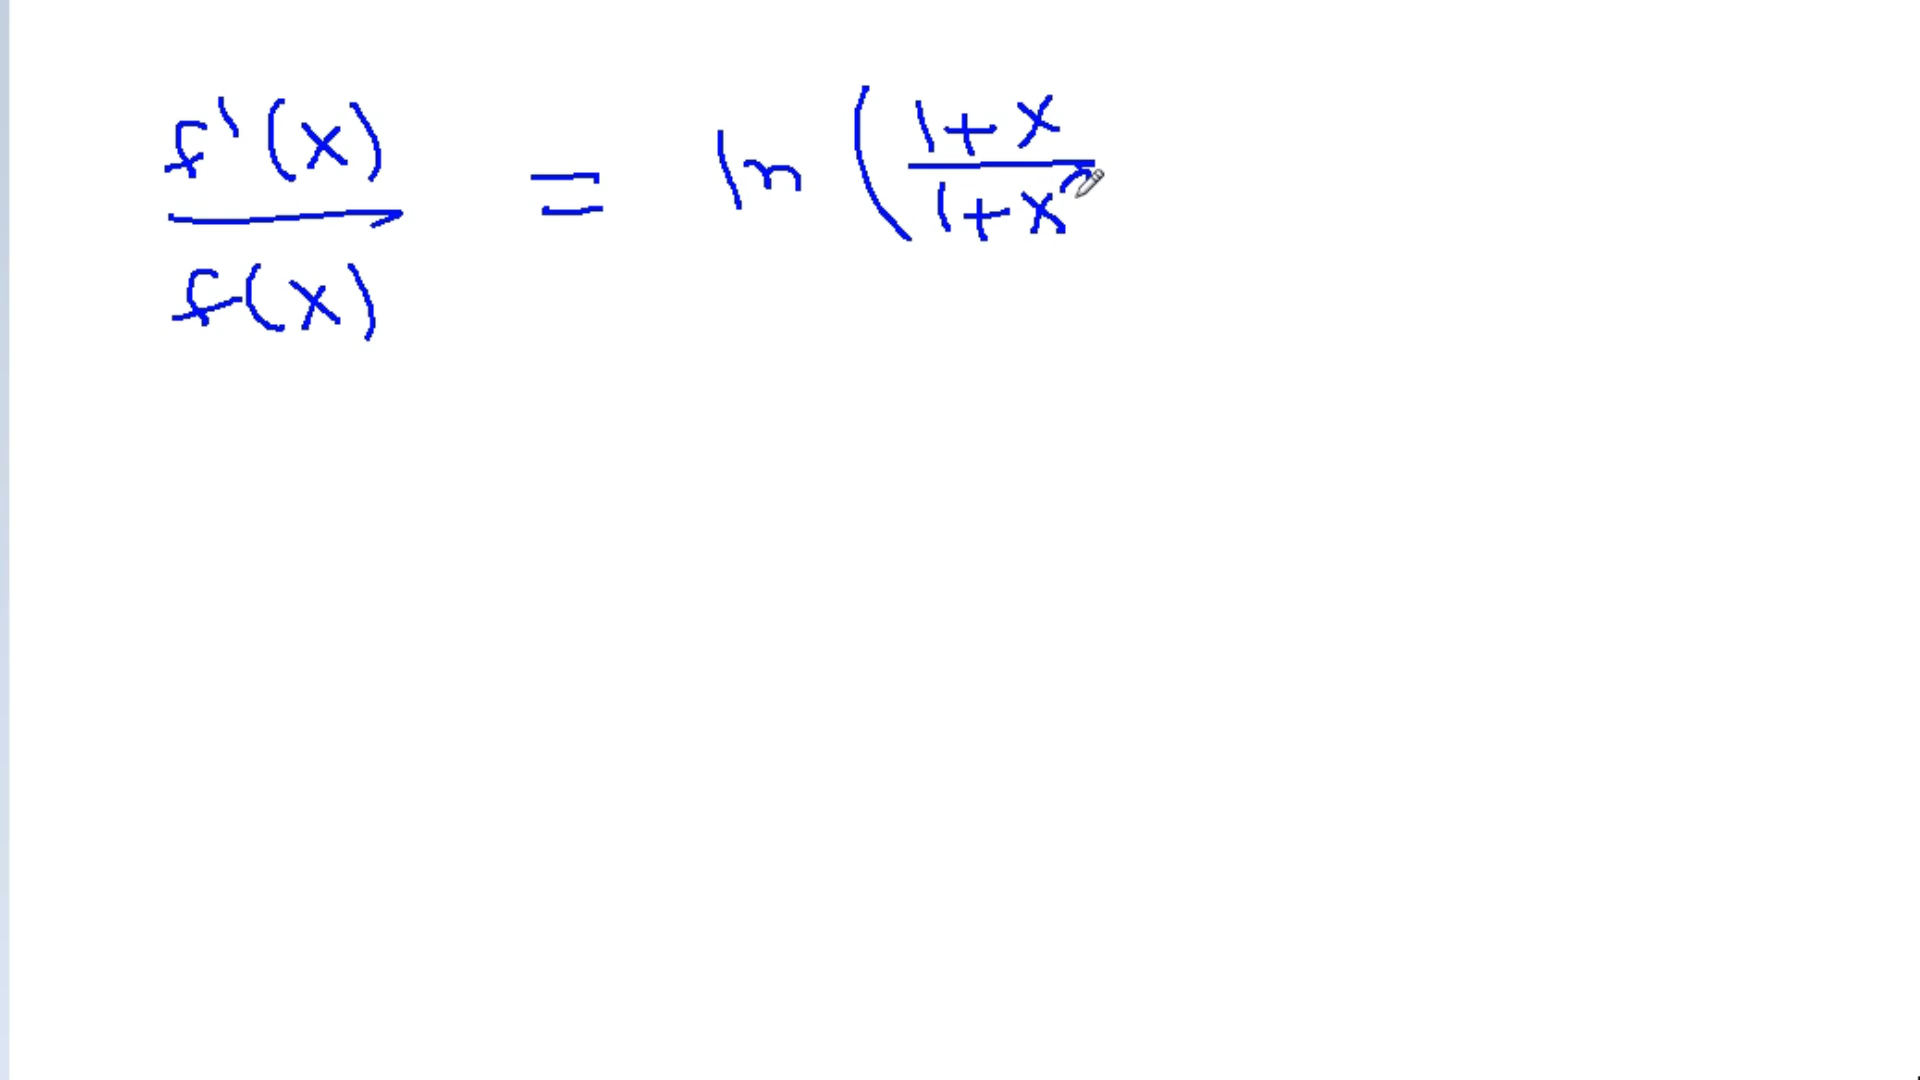 f'(x)
f(x)
= ln (
1+x
1+x